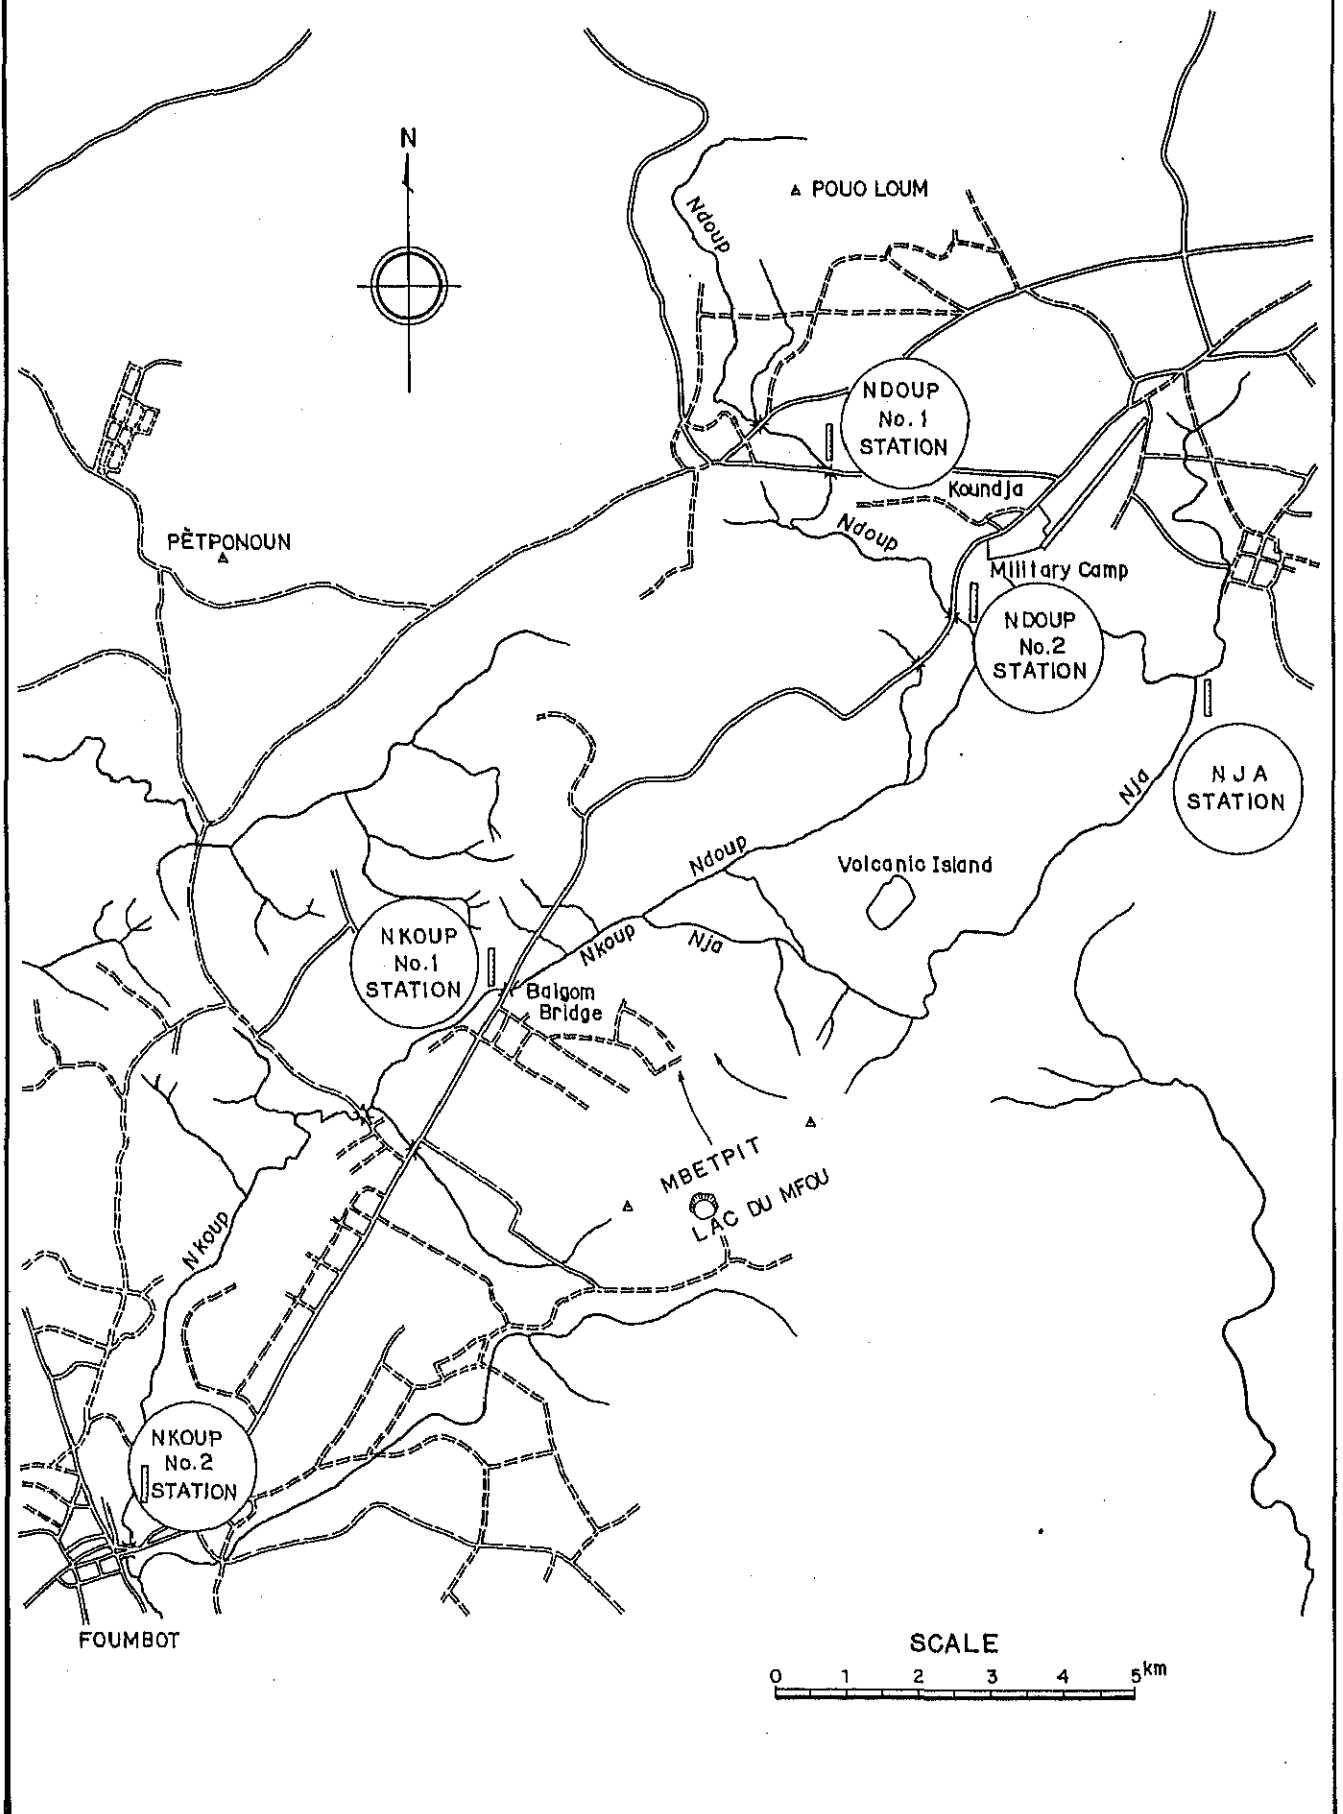 N
POUO LOUM
Ndoup
NDOUP
No. 1
STATION
Koundja
Ndoup
PÈTPONOUN
Military Camp
NDOUP
No.2
STATION
NJA
STATION
Nja
Ndoup
Volcanic Island
NKOUP
No.1
STATION
Nkoup
Nja
Balgom
Bridge
MBETPIT
LAC DU MFOU
Nkoup
NKOUP
No.2
STATION
FOUMBOT
SCALE
0 1 2 3 4 5km